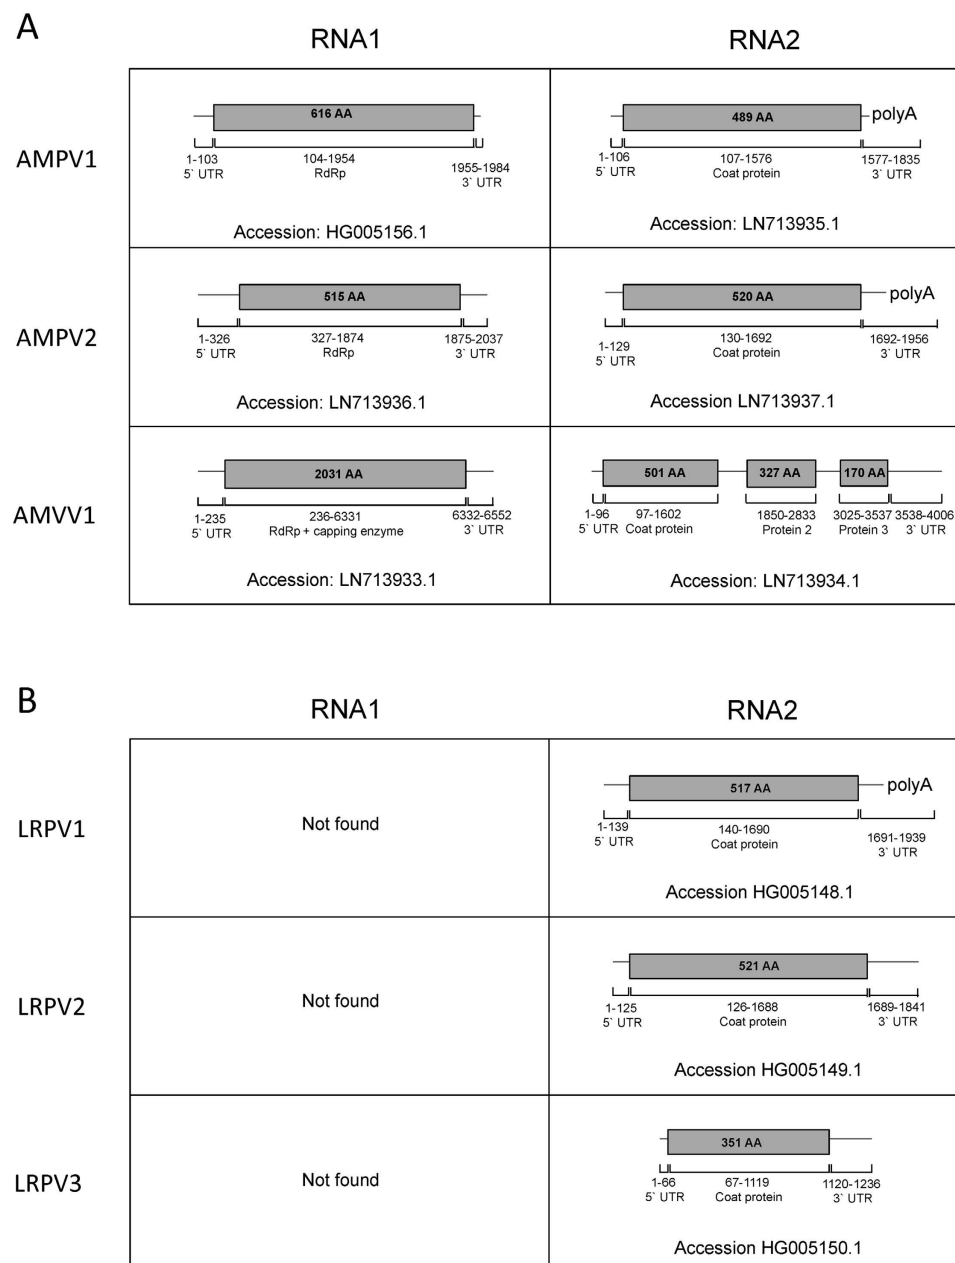 A
RNA1 RNA2
AMPV1
616 AA
1-103 104-1954 1955-1984
5` UTR RdRp 3` UTR
Accession: HG005156.1
489 AA polyA
1-106 107-1576 1577-1835
5` UTR Coat protein 3` UTR
Accession: LN713935.1
AMPV2
515 AA
1-326 327-1874 1875-2037
5` UTR RdRp 3` UTR
Accession: LN713936.1
520 AA polyA
1-129 130-1692 1692-1956
5` UTR Coat protein 3` UTR
Accession LN713937.1
AMVV1
2031 AA
1-235 236-6331 6332-6552
5` UTR RdRp + capping enzyme 3` UTR
Accession: LN713933.1
501 AA 327 AA 170 AA
1-96 97-1602 1850-2833 3025-3537 3538-4006
5` UTR Coat protein Protein 2 Protein 3 3` UTR
Accession: LN713934.1
B
RNA1 RNA2
LRPV1
Not found
517 AA polyA
1-139 140-1690 1691-1939
5` UTR Coat protein 3` UTR
Accession HG005148.1
LRPV2
Not found
521 AA
1-125 126-1688 1689-1841
5` UTR Coat protein 3` UTR
Accession HG005149.1
LRPV3
Not found
351 AA
1-66 67-1119 1120-1236
5` UTR Coat protein 3` UTR
Accession HG005150.1